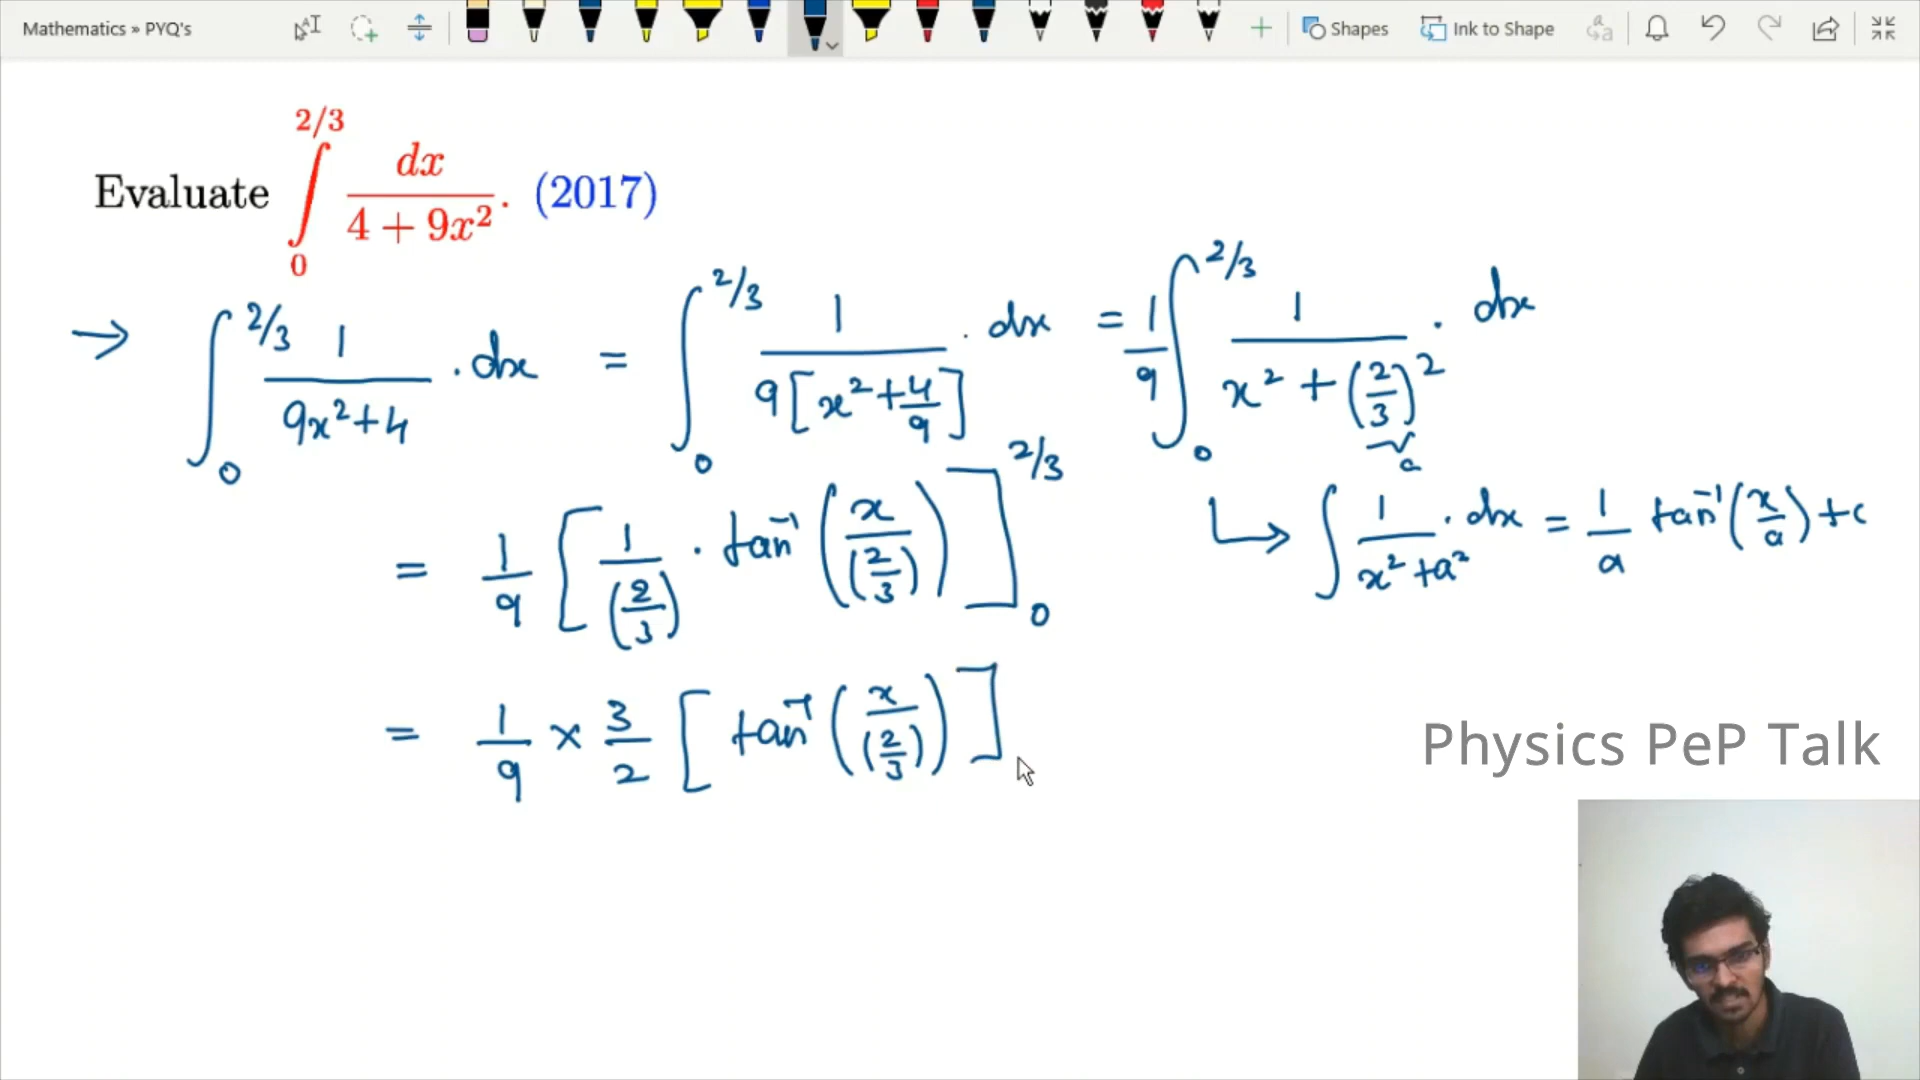 Mathematics » PYQ's
Shapes
Ink to Shape
Evaluate ∫₀^{2/3} dx / (4 + 9x²). (2017)
→ ∫₀^{2/3} 1/(9x²+4) · dx = ∫₀^{2/3} 1/(9[x²+4/9]) · dx = 1/9 ∫₀^{2/3} 1/(x² + (2/3)²) · dx
a
= 1/9 [1/(2/3) · tan⁻¹(x/(2/3))]₀^{2/3}
↳ ∫ 1/(x²+a²) · dx = 1/a tan⁻¹(x/a) + c
= 1/9 × 3/2 [tan⁻¹(x/(2/3))]
Physics PeP Talk